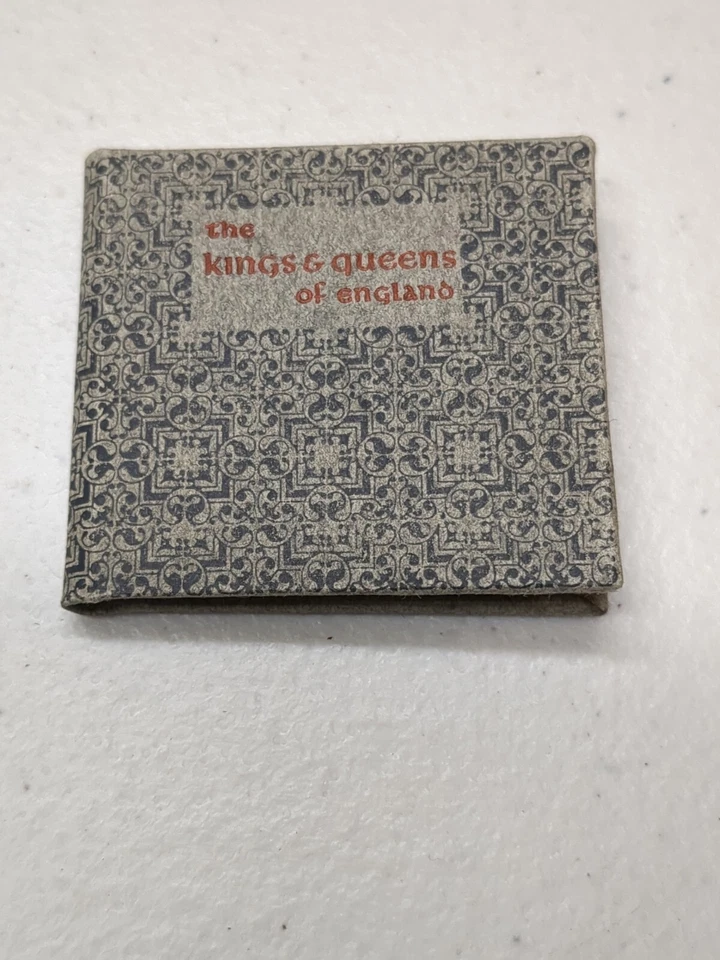 the
kings & queens
of england